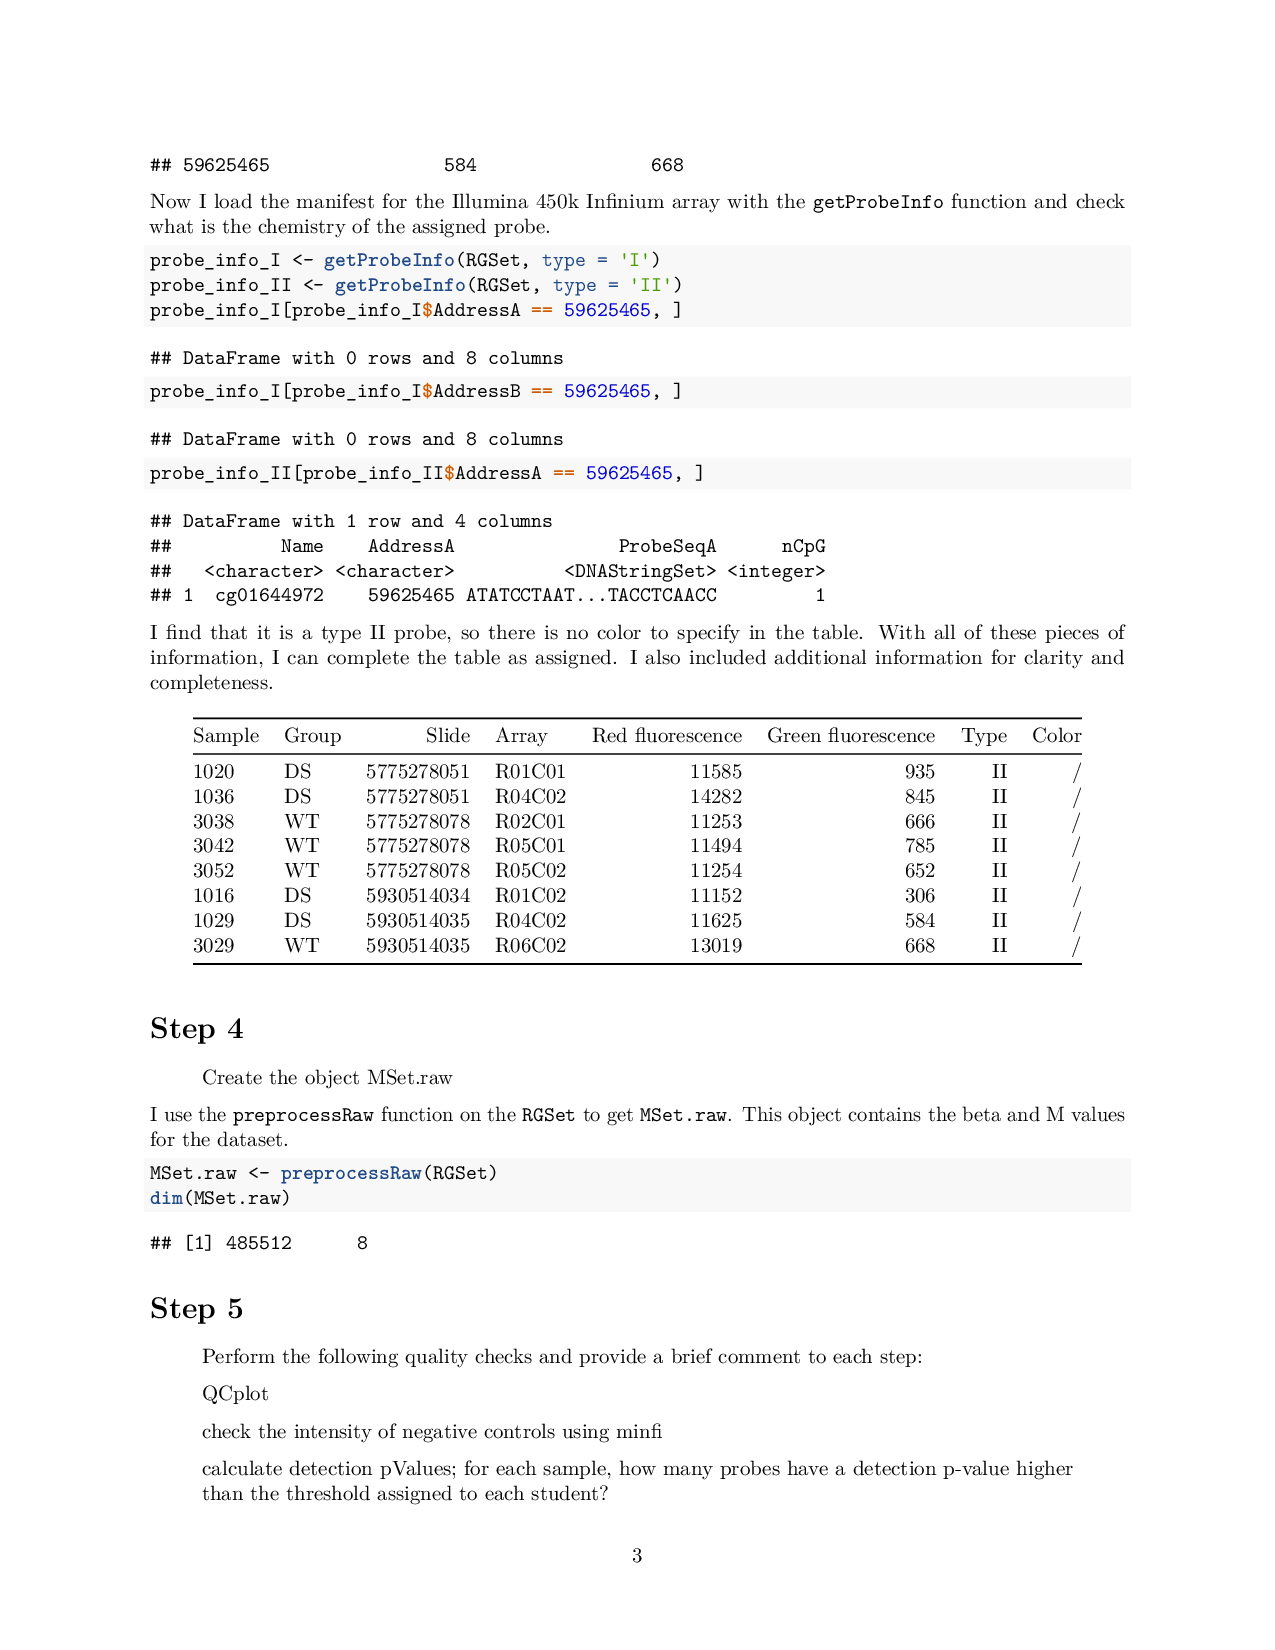 ## 59625465 584 668
Now I load the manifest for the Illumina 450k Infinium array with the getProbeInfo function and check
what is the chemistry of the assigned probe.
probe_info_I <- getProbeInfo(RGSet, type = 'I')
probe_info_II <- getProbeInfo(RGSet, type = 'II')
probe_info_I[probe_info_I$AddressA == 59625465, ]
## DataFrame with 0 rows and 8 columns
probe_info_I[probe_info_I$AddressB == 59625465, ]
## DataFrame with 0 rows and 8 columns
probe_info_II[probe_info_II$AddressA == 59625465, ]
## DataFrame with 1 row and 4 columns
## Name AddressA ProbeSeqA nCpG
## <character> <character> <DNAStringSet> <integer>
## 1 cg01644972 59625465 ATATCCTAAT...TACCTCAACC 1
I find that it is a type II probe, so there is no color to specify in the table. With all of these pieces of
information, I can complete the table as assigned. I also included additional information for clarity and
completeness.
Sample Group Slide Array Red fluorescence Green fluorescence Type Color
1020 DS 5775278051 R01C01 11585 935 II /
1036 DS 5775278051 R04C02 14282 845 II /
3038 WT 5775278078 R02C01 11253 666 II /
3042 WT 5775278078 R05C01 11494 785 II /
3052 WT 5775278078 R05C02 11254 652 II /
1016 DS 5930514034 R01C02 11152 306 II /
1029 DS 5930514035 R04C02 11625 584 II /
3029 WT 5930514035 R06C02 13019 668 II /
Step 4
Create the object MSet.raw
I use the preprocessRaw function on the RGSet to get MSet.raw. This object contains the beta and M values
for the dataset.
MSet.raw <- preprocessRaw(RGSet)
dim(MSet.raw)
## [1] 485512 8
Step 5
Perform the following quality checks and provide a brief comment to each step:
QCplot
check the intensity of negative controls using minfi
calculate detection pValues; for each sample, how many probes have a detection p-value higher
than the threshold assigned to each student?
3